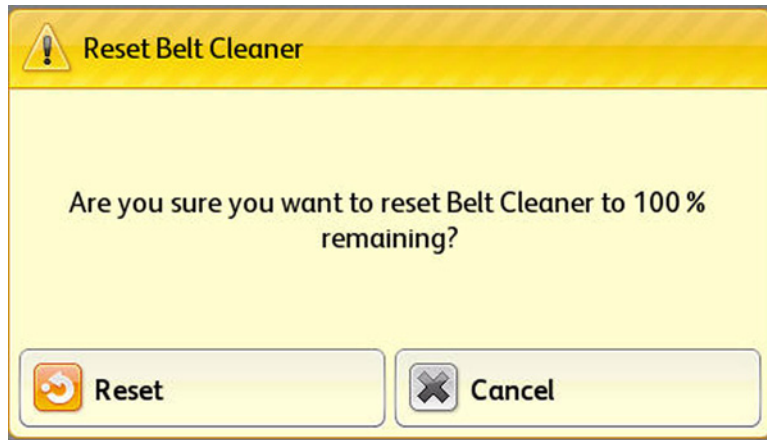 Reset Belt Cleaner
Are you sure you want to reset Belt Cleaner to 100 %
remaining?
Reset
Cancel